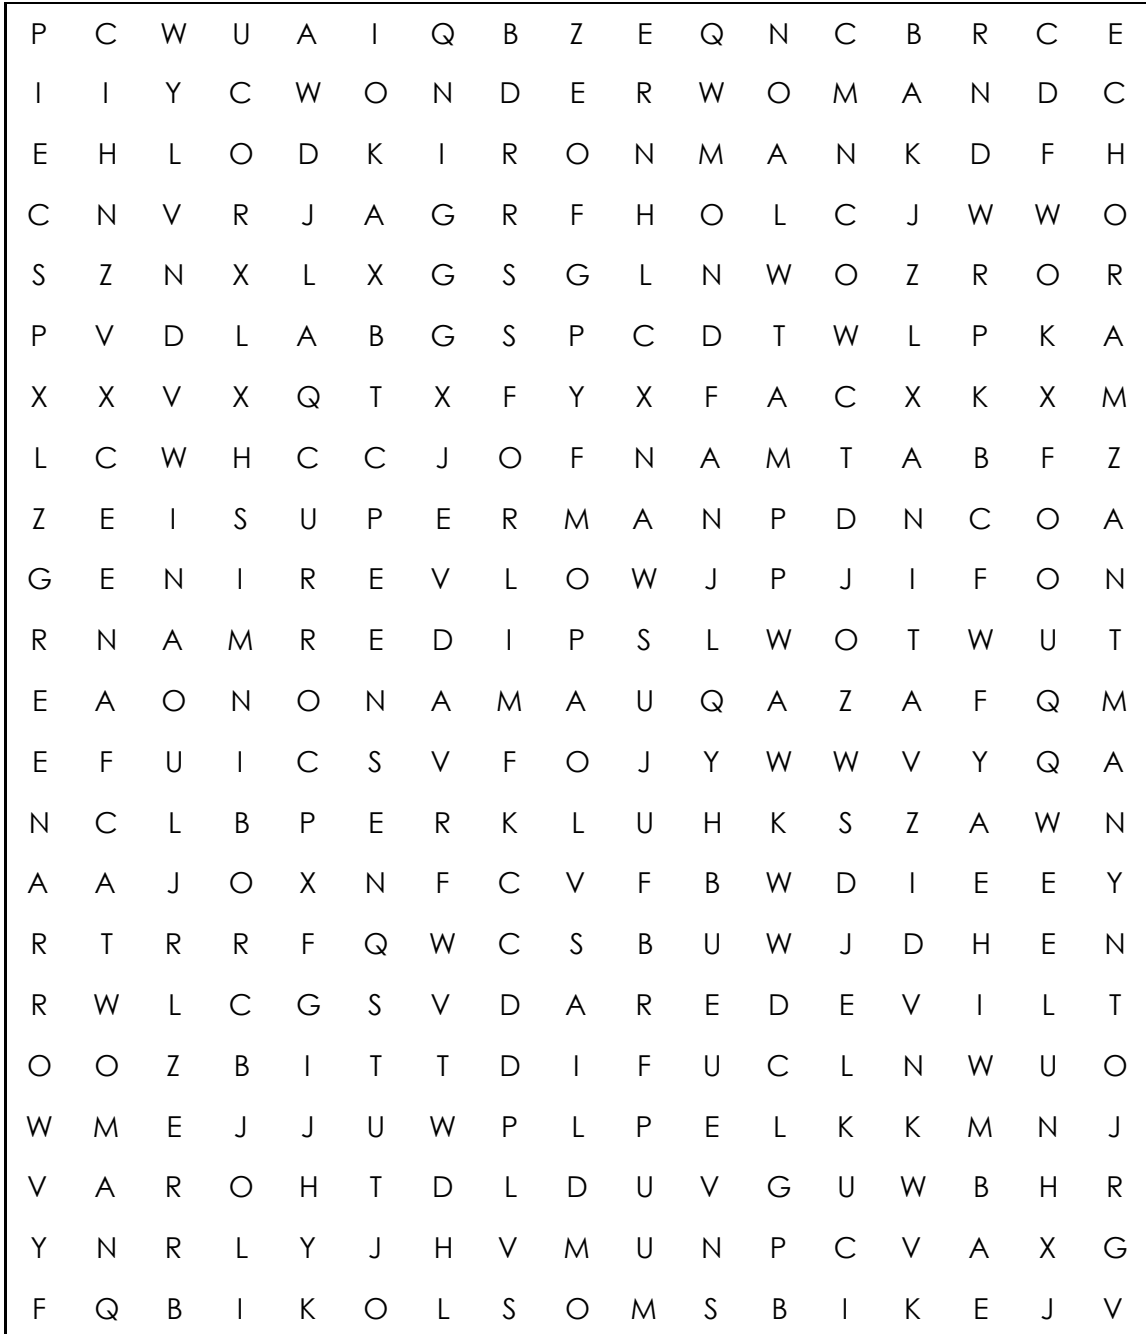 P C W U A I Q B Z E Q N C B R C E
I I Y C W O N D E R W O M A N D C
E H L O D K I R O N M A N K D F H
C N V R J A G R F H O L C J W W O
S Z N X L X G S G L N W O Z R O R
P V D L A B G S P C D T W L P K A
X X V X Q T X F Y X F A C X K X M
L C W H C C J O F N A M T A B F Z
Z E I S U P E R M A N P D N C O A
G E N I R E V L O W J P J I F O N
R N A M R E D I P S L W O T W U T
E A O N O N A M A U Q A Z A F Q M
E F U I C S V F O J Y W W V Y Q A
N C L B P E R K L U H K S Z A W N
A A J O X N F C V F B W D I E E Y
R T R R F Q W C S B U W J D H E N
R W L C G S V D A R E D E V I L T
O O Z B I T T D I F U C L N W U O
W M E J J U W P L P E L K K M N J
V A R O H T D L D U V G U W B H R
Y N R L Y J H V M U N P C V A X G
F Q B I K O L S O M S B I K E J V